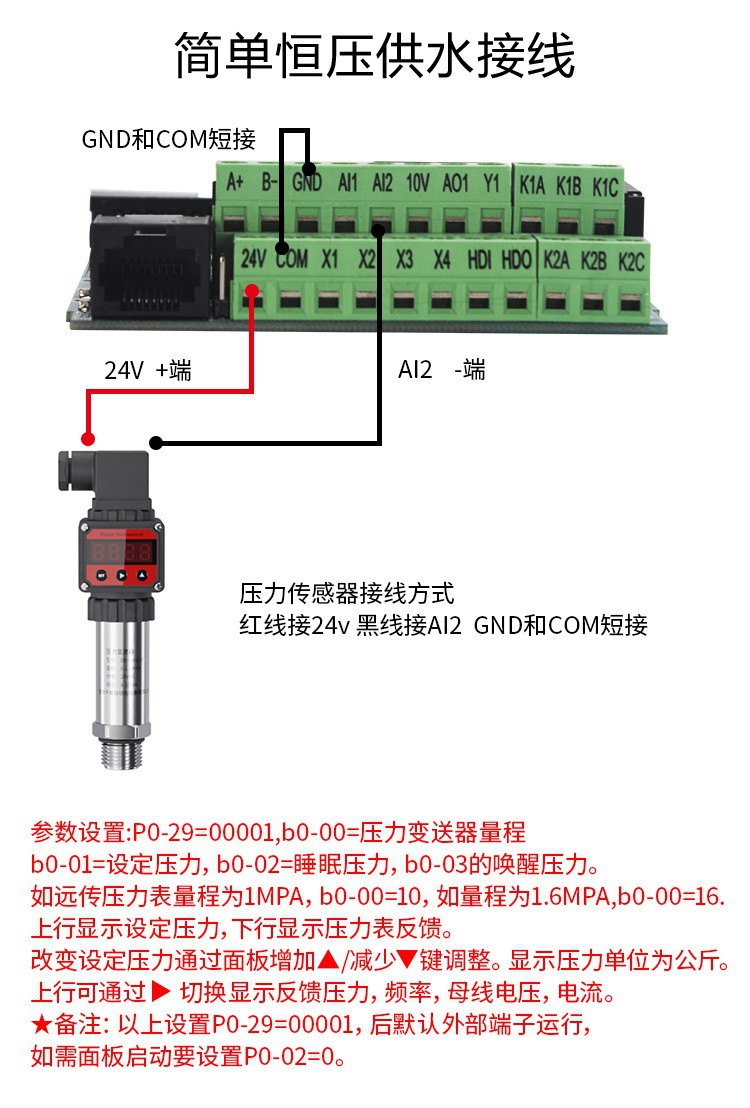 简单恒压供水接线
GND和COM短接
A+ B- GND AI1 AI2 10V AO1 Y1 K1A K1B K1C
24V COM X1 X2 X3 X4 HDI HDO K2A K2B K2C
24V +端
AI2 -端
压力传感器接线方式
红线接24v 黑线接AI2 GND和COM短接
参数设置:P0-29=00001,b0-00=压力变送器量程
b0-01=设定压力, b0-02=睡眠压力, b0-03的唤醒压力。
如远传压力表量程为1MPA, b0-00=10, 如量程为1.6MPA,b0-00=16.
上行显示设定压力,下行显示压力表反馈。
改变设定压力通过面板增加▲/减少▼键调整。显示压力单位为公斤。
上行可通过▶ 切换显示反馈压力, 频率, 母线电压, 电流。
★备注: 以上设置P0-29=00001, 后默认外部端子运行,
如需面板启动要设置P0-02=0。